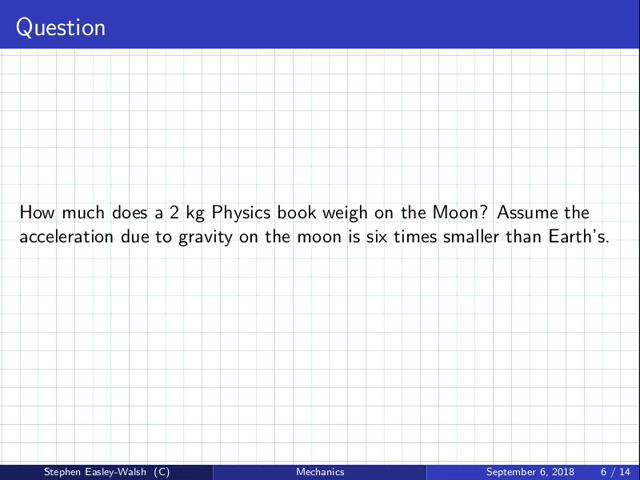 Question
How much does a 2 kg Physics book weigh on the Moon? Assume the
acceleration due to gravity on the moon is six times smaller than Earth's.
Stephen Easley-Walsh (C) Mechanics September 6, 2018 6 / 14